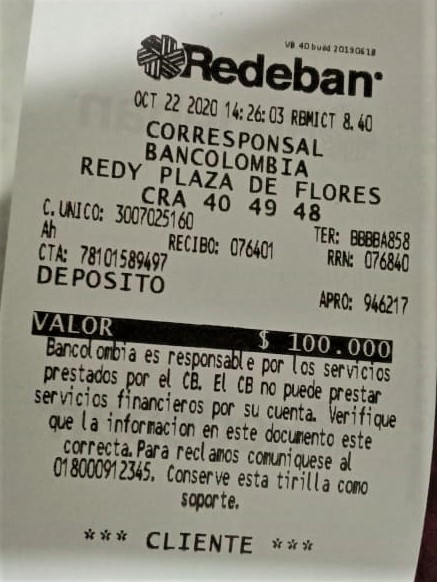 VB 4D build 20190618
Redeban
OCT 22 2020 14:26:03 RBMICT 8.40
CORRESPONSAL
BANCOLOMBIA
REDY PLAZA DE FLORES
CRA 40 49 48
C. UNICO: 3007025160 TER: BBBBA858
Ah RECIBO: 076401 RRN: 076840
CTA: 78101589497
DEPOSITO APRO: 946217
VALOR $ 100.000
Bancolombia es responsable por los servicios
prestados por el CB. El CB no puede prestar
servicios financieros por su cuenta. Verifique
que la informacion en este documento este
correcta. Para reclamos comuniquese al
018000912345. Conserve esta tirilla como
soporte.
*** CLIENTE ***